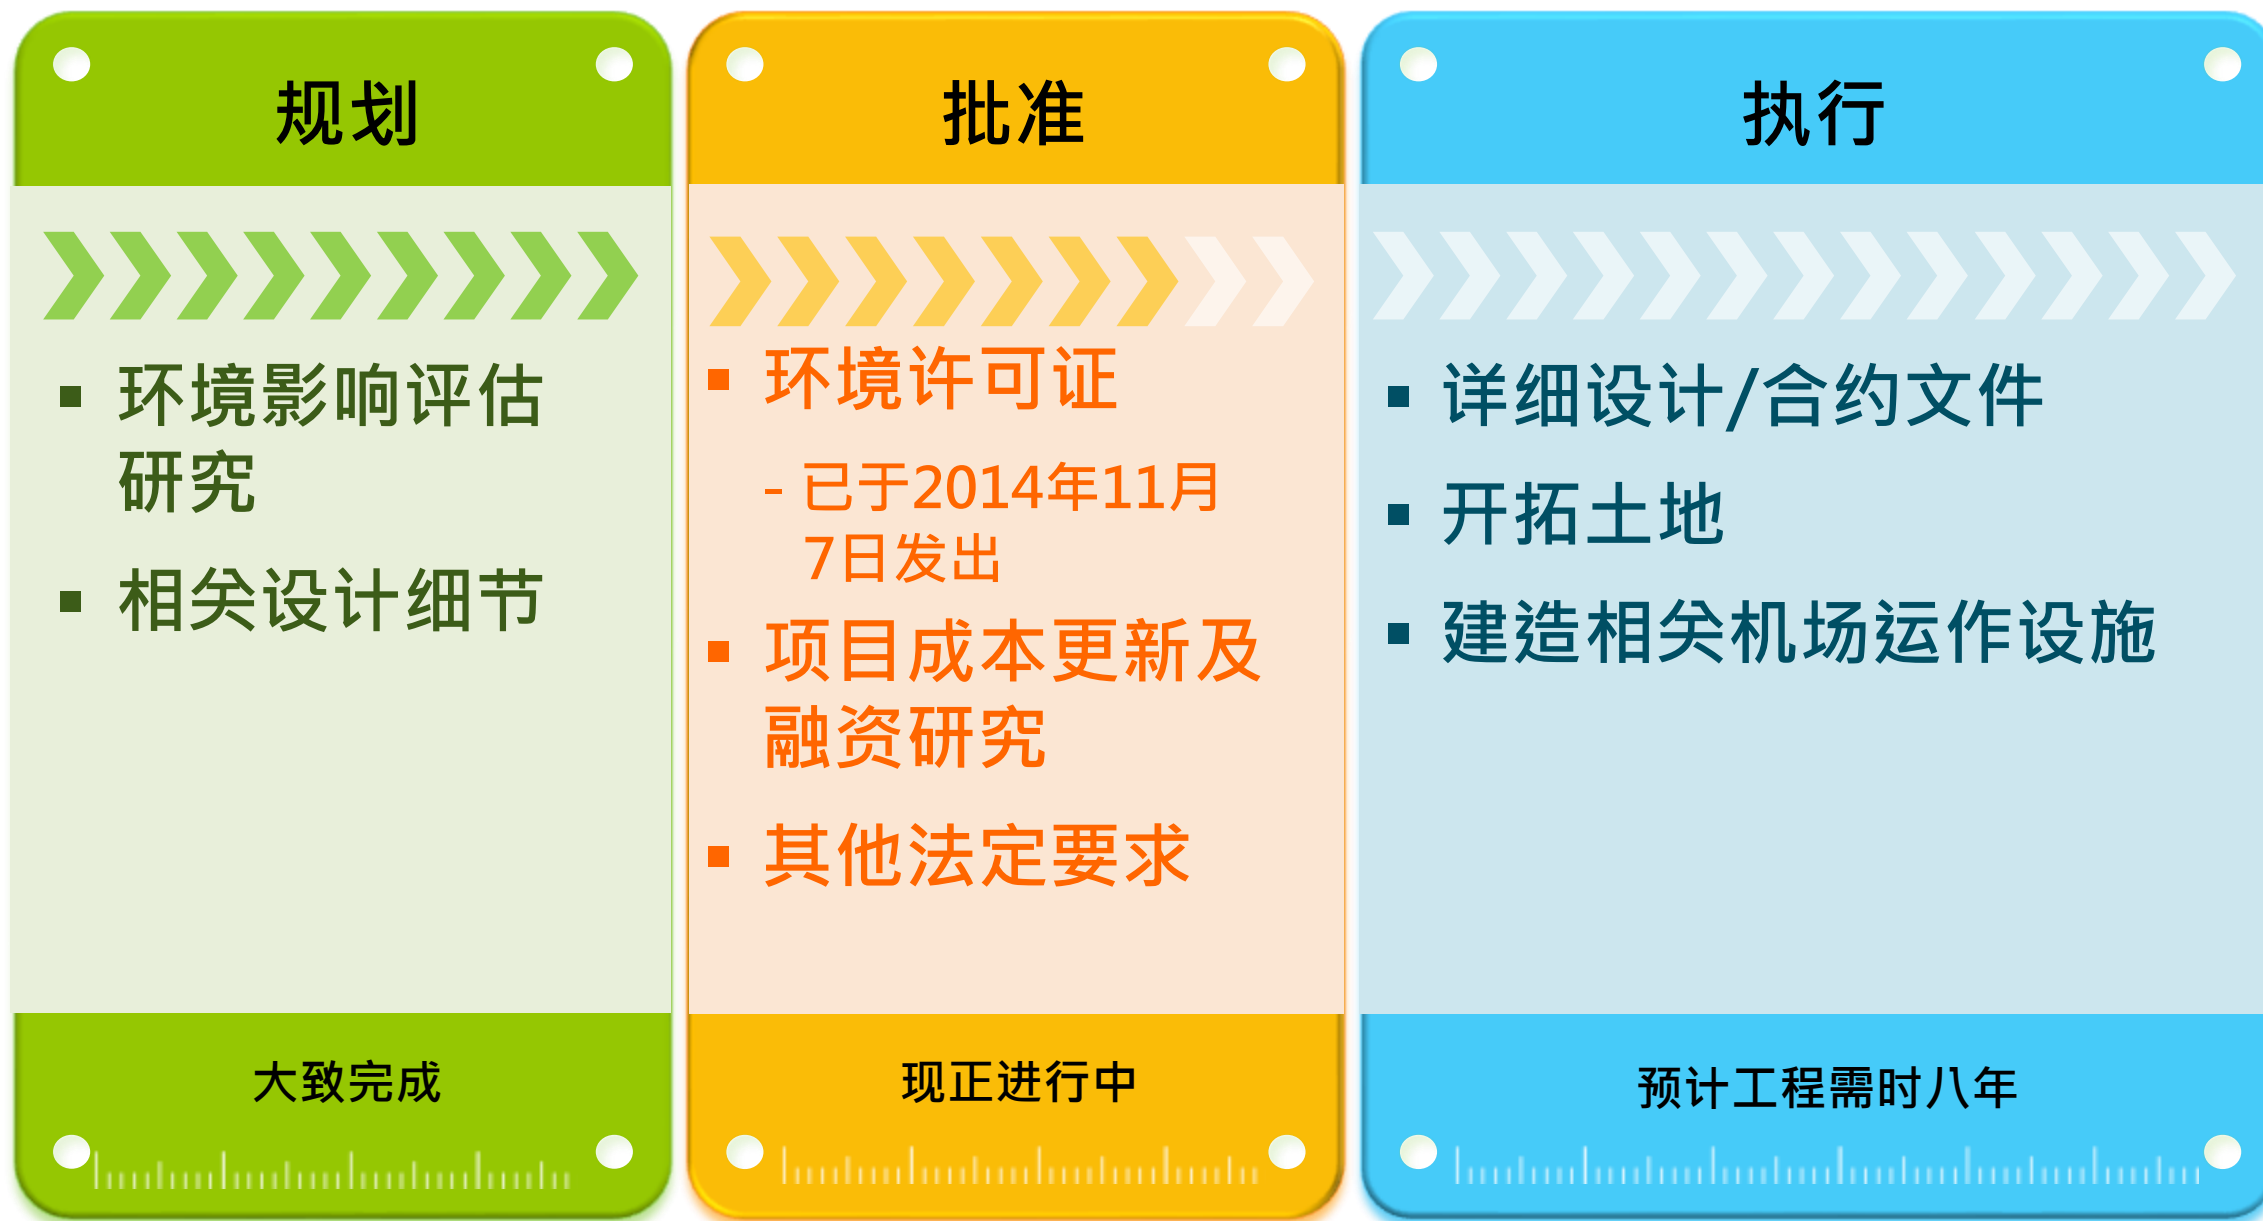 规划
▪ 环境影响评估
研究
▪ 相关设计细节
大致完成
批准
▪ 环境许可证
- 已于2014年11月
7日发出
▪ 项目成本更新及
融资研究
▪ 其他法定要求
现正进行中
执行
▪ 详细设计/合约文件
▪ 开拓土地
▪ 建造相关机场运作设施
预计工程需时八年